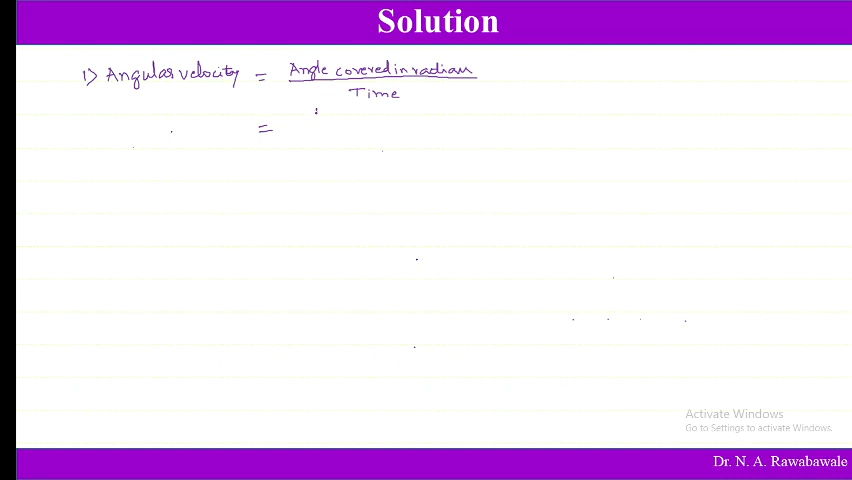 Solution
1) Angular velocity = Angle covered in radian
Time
=
Activate Windows
Go to Settings to activate Windows.
Dr. N. A. Rawabawale